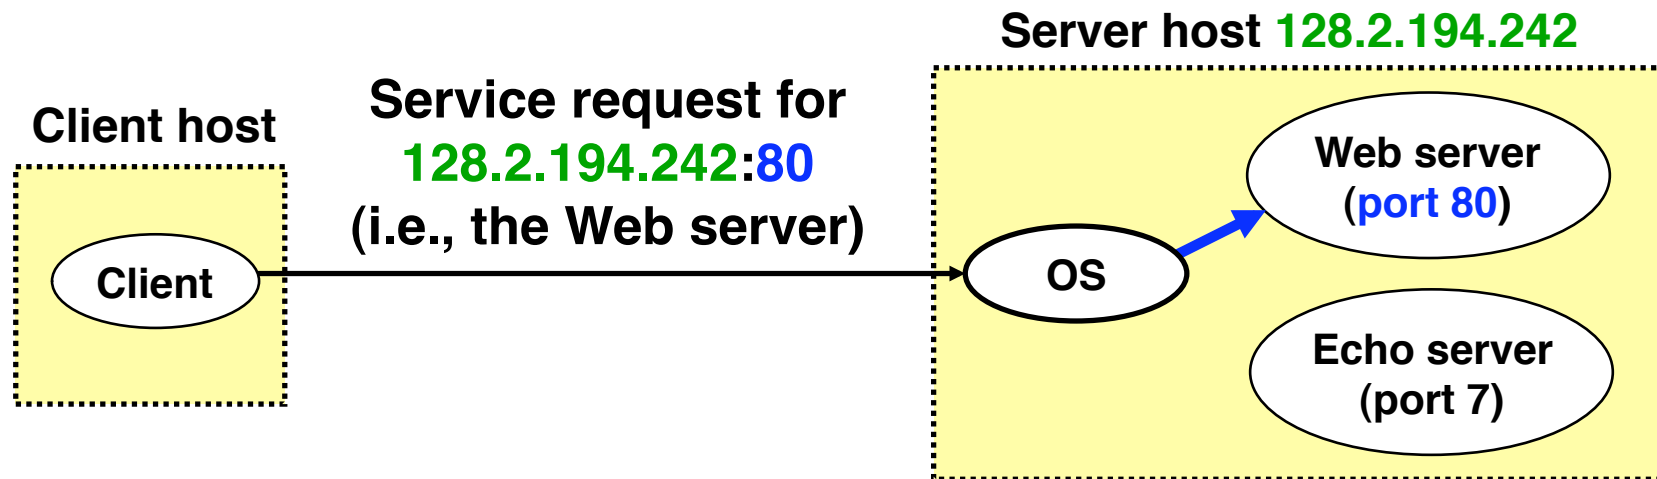 Server host 128.2.194.242
Client host
Service request for
128.2.194.242:80
(i.e., the Web server)
Client
OS
Web server
(port 80)
Echo server
(port 7)